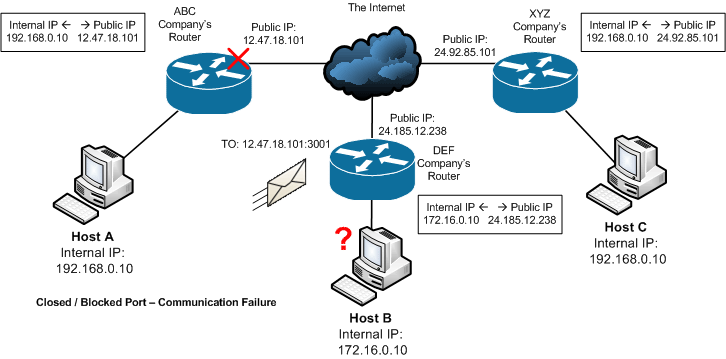 Internal IP ← → Public IP
192.168.0.10 12.47.18.101
ABC
Company's
Router
Public IP:
12.47.18.101
The Internet
Public IP:
24.92.85.101
XYZ
Company's
Router
Internal IP ← → Public IP
192.168.0.10 24.92.85.101
Public IP:
24.185.12.238
TO: 12.47.18.101:3001
DEF
Company's
Router
Internal IP ← → Public IP
172.16.0.10 24.185.12.238
Host A
Internal IP:
192.168.0.10
?
Host C
Internal IP:
192.168.0.10
Closed / Blocked Port – Communication Failure
Host B
Internal IP:
172.16.0.10